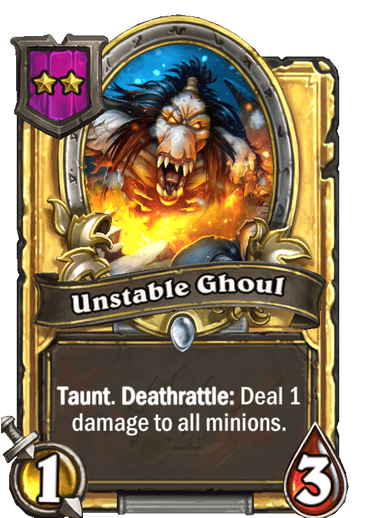 Unstable Ghoul
Taunt. Deathrattle: Deal 1
damage to all minions.
1
3